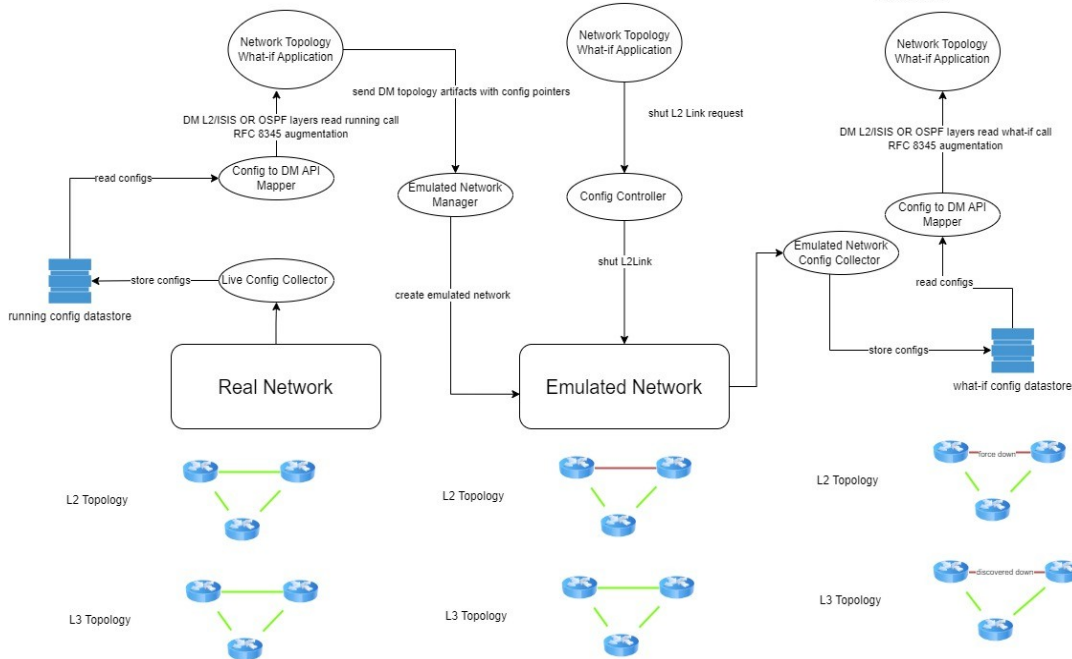 Network Topology
What-if Application
send DM topology artifacts with config pointers
DM L2/ISIS OR OSPF layers read running call
RFC 8345 augmentation
Config to DM API
Mapper
read configs
Emulated Network
Manager
Live Config Collector
store configs
running config datastore
create emulated network
Real Network
Network Topology
What-if Application
shut L2 Link request
Config Controller
shut L2Link
Emulated Network
Network Topology
What-if Application
DM L2/ISIS OR OSPF layers read what-if call
RFC 8345 augmentation
Config to DM API
Mapper
Emulated Network
Config Collector
read configs
store configs
what-if config datastore
L2 Topology
L2 Topology
L2 Topology
force down
L3 Topology
L3 Topology
L3 Topology
discovered down